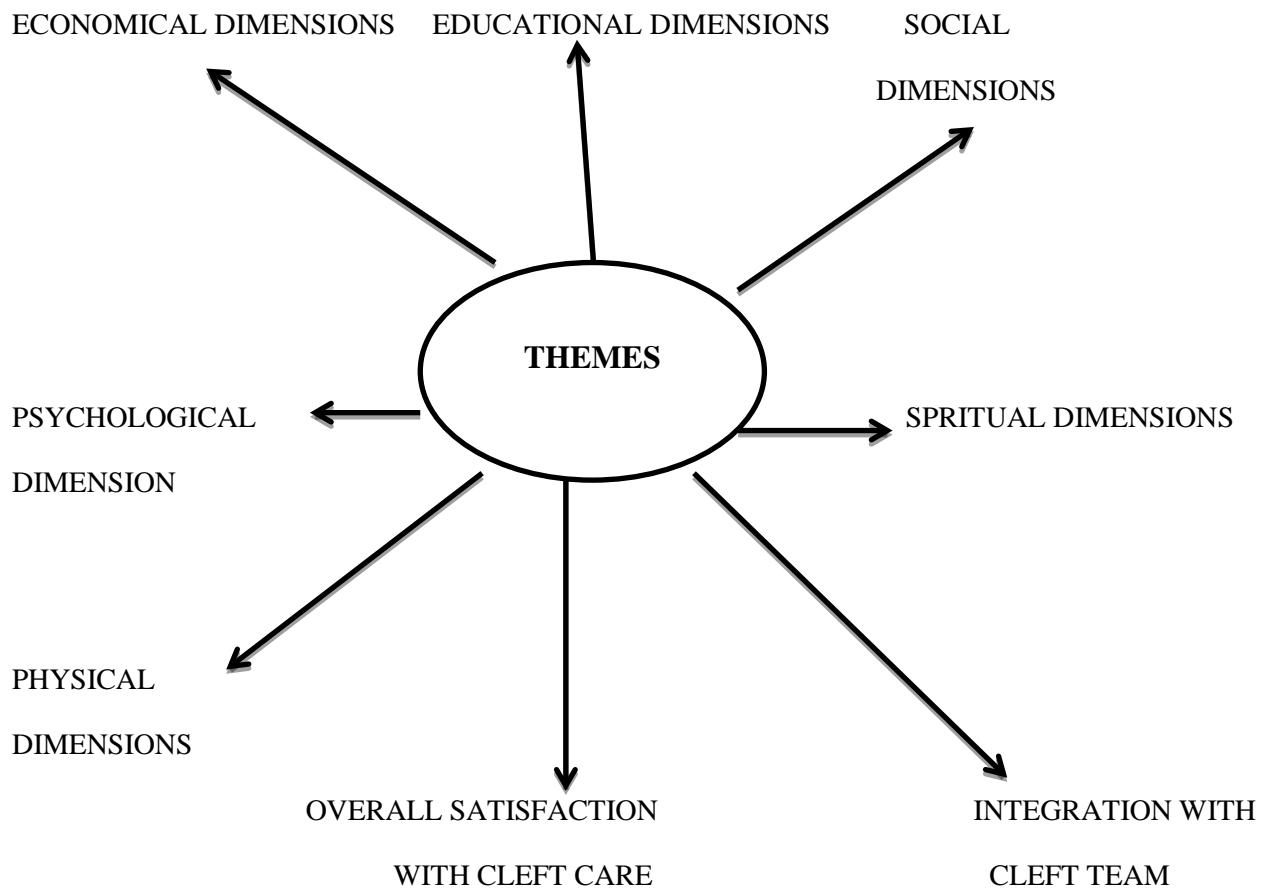 ECONOMICAL DIMENSIONS
EDUCATIONAL DIMENSIONS
SOCIAL
DIMENSIONS
THEMES
PSYCHOLOGICAL
DIMENSION
SPRITUAL DIMENSIONS
PHYSICAL
DIMENSIONS
OVERALL SATISFACTION
WITH CLEFT CARE
INTEGRATION WITH
CLEFT TEAM